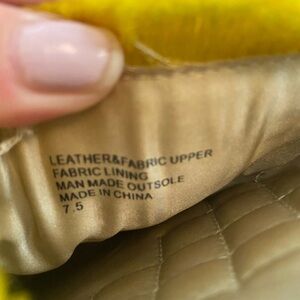 LEATHER&FABRIC UPPER
FABRIC LINING
MAN MADE OUTSOLE
MADE IN CHINA
7.5